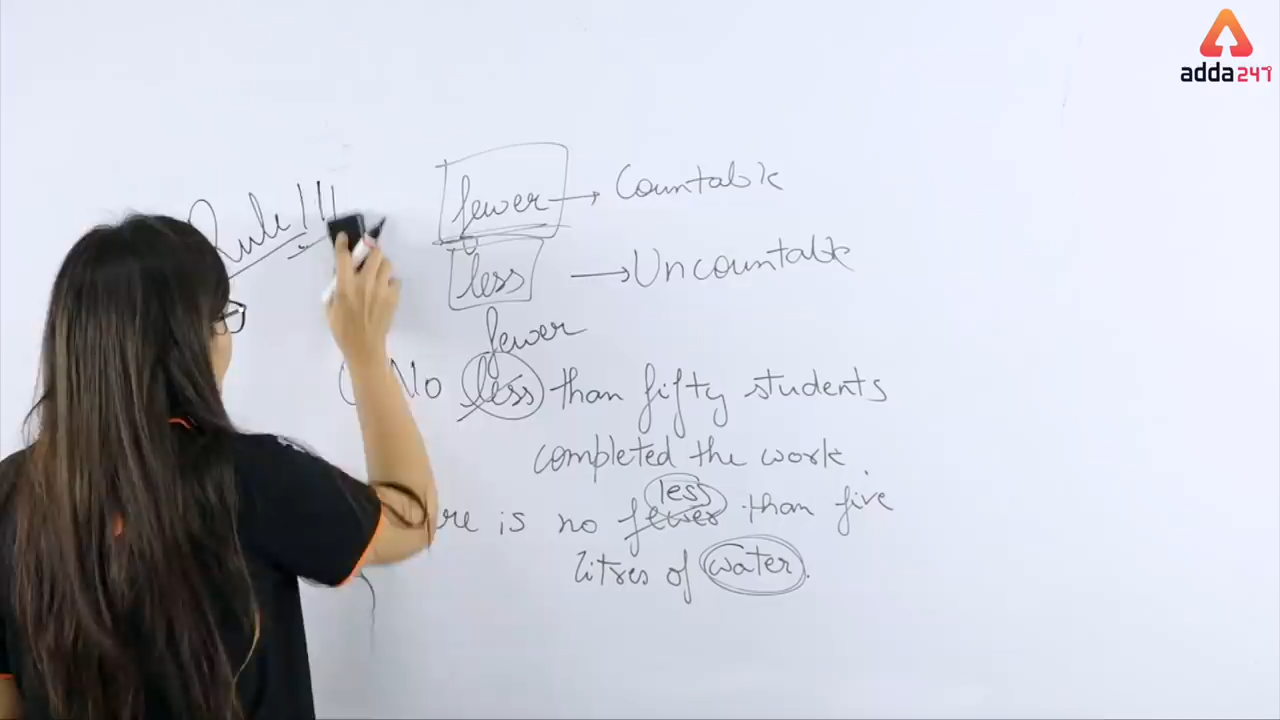 adda247
Rule 111
fewer → Countable
less → Uncountable
fewer
No less than fifty students
completed the work.
less
re is no fewer than five
litres of water.